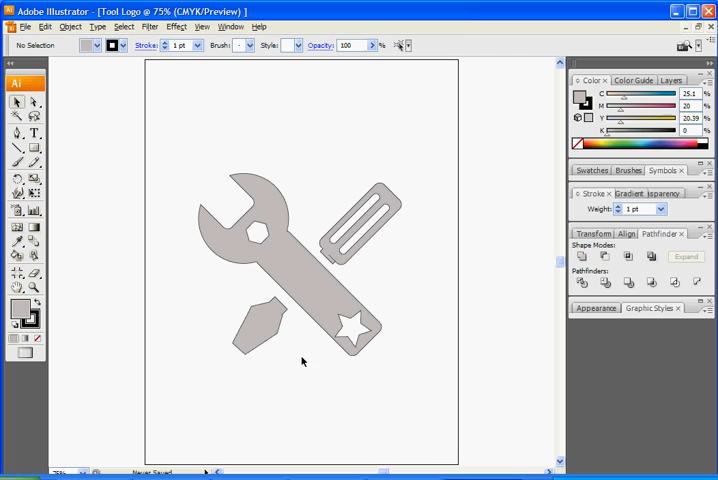 Adobe Illustrator - [Tool Logo @ 75% (CMYK/Preview) ]
File Edit Object Type Select Filter Effect View Window Help
No Selection Stroke: 1 pt Brush: Style: Opacity: 100 %
Ai
Color Color Guide Layers
C 25.1 %
M 20 %
Y 20.39 %
K 0 %
Swatches Brushes Symbols
Stroke Gradient sparency
Weight: 1 pt
Transform Align Pathfinder
Shape Modes:
Expand
Pathfinders:
Appearance Graphic Styles
75% Never Saved